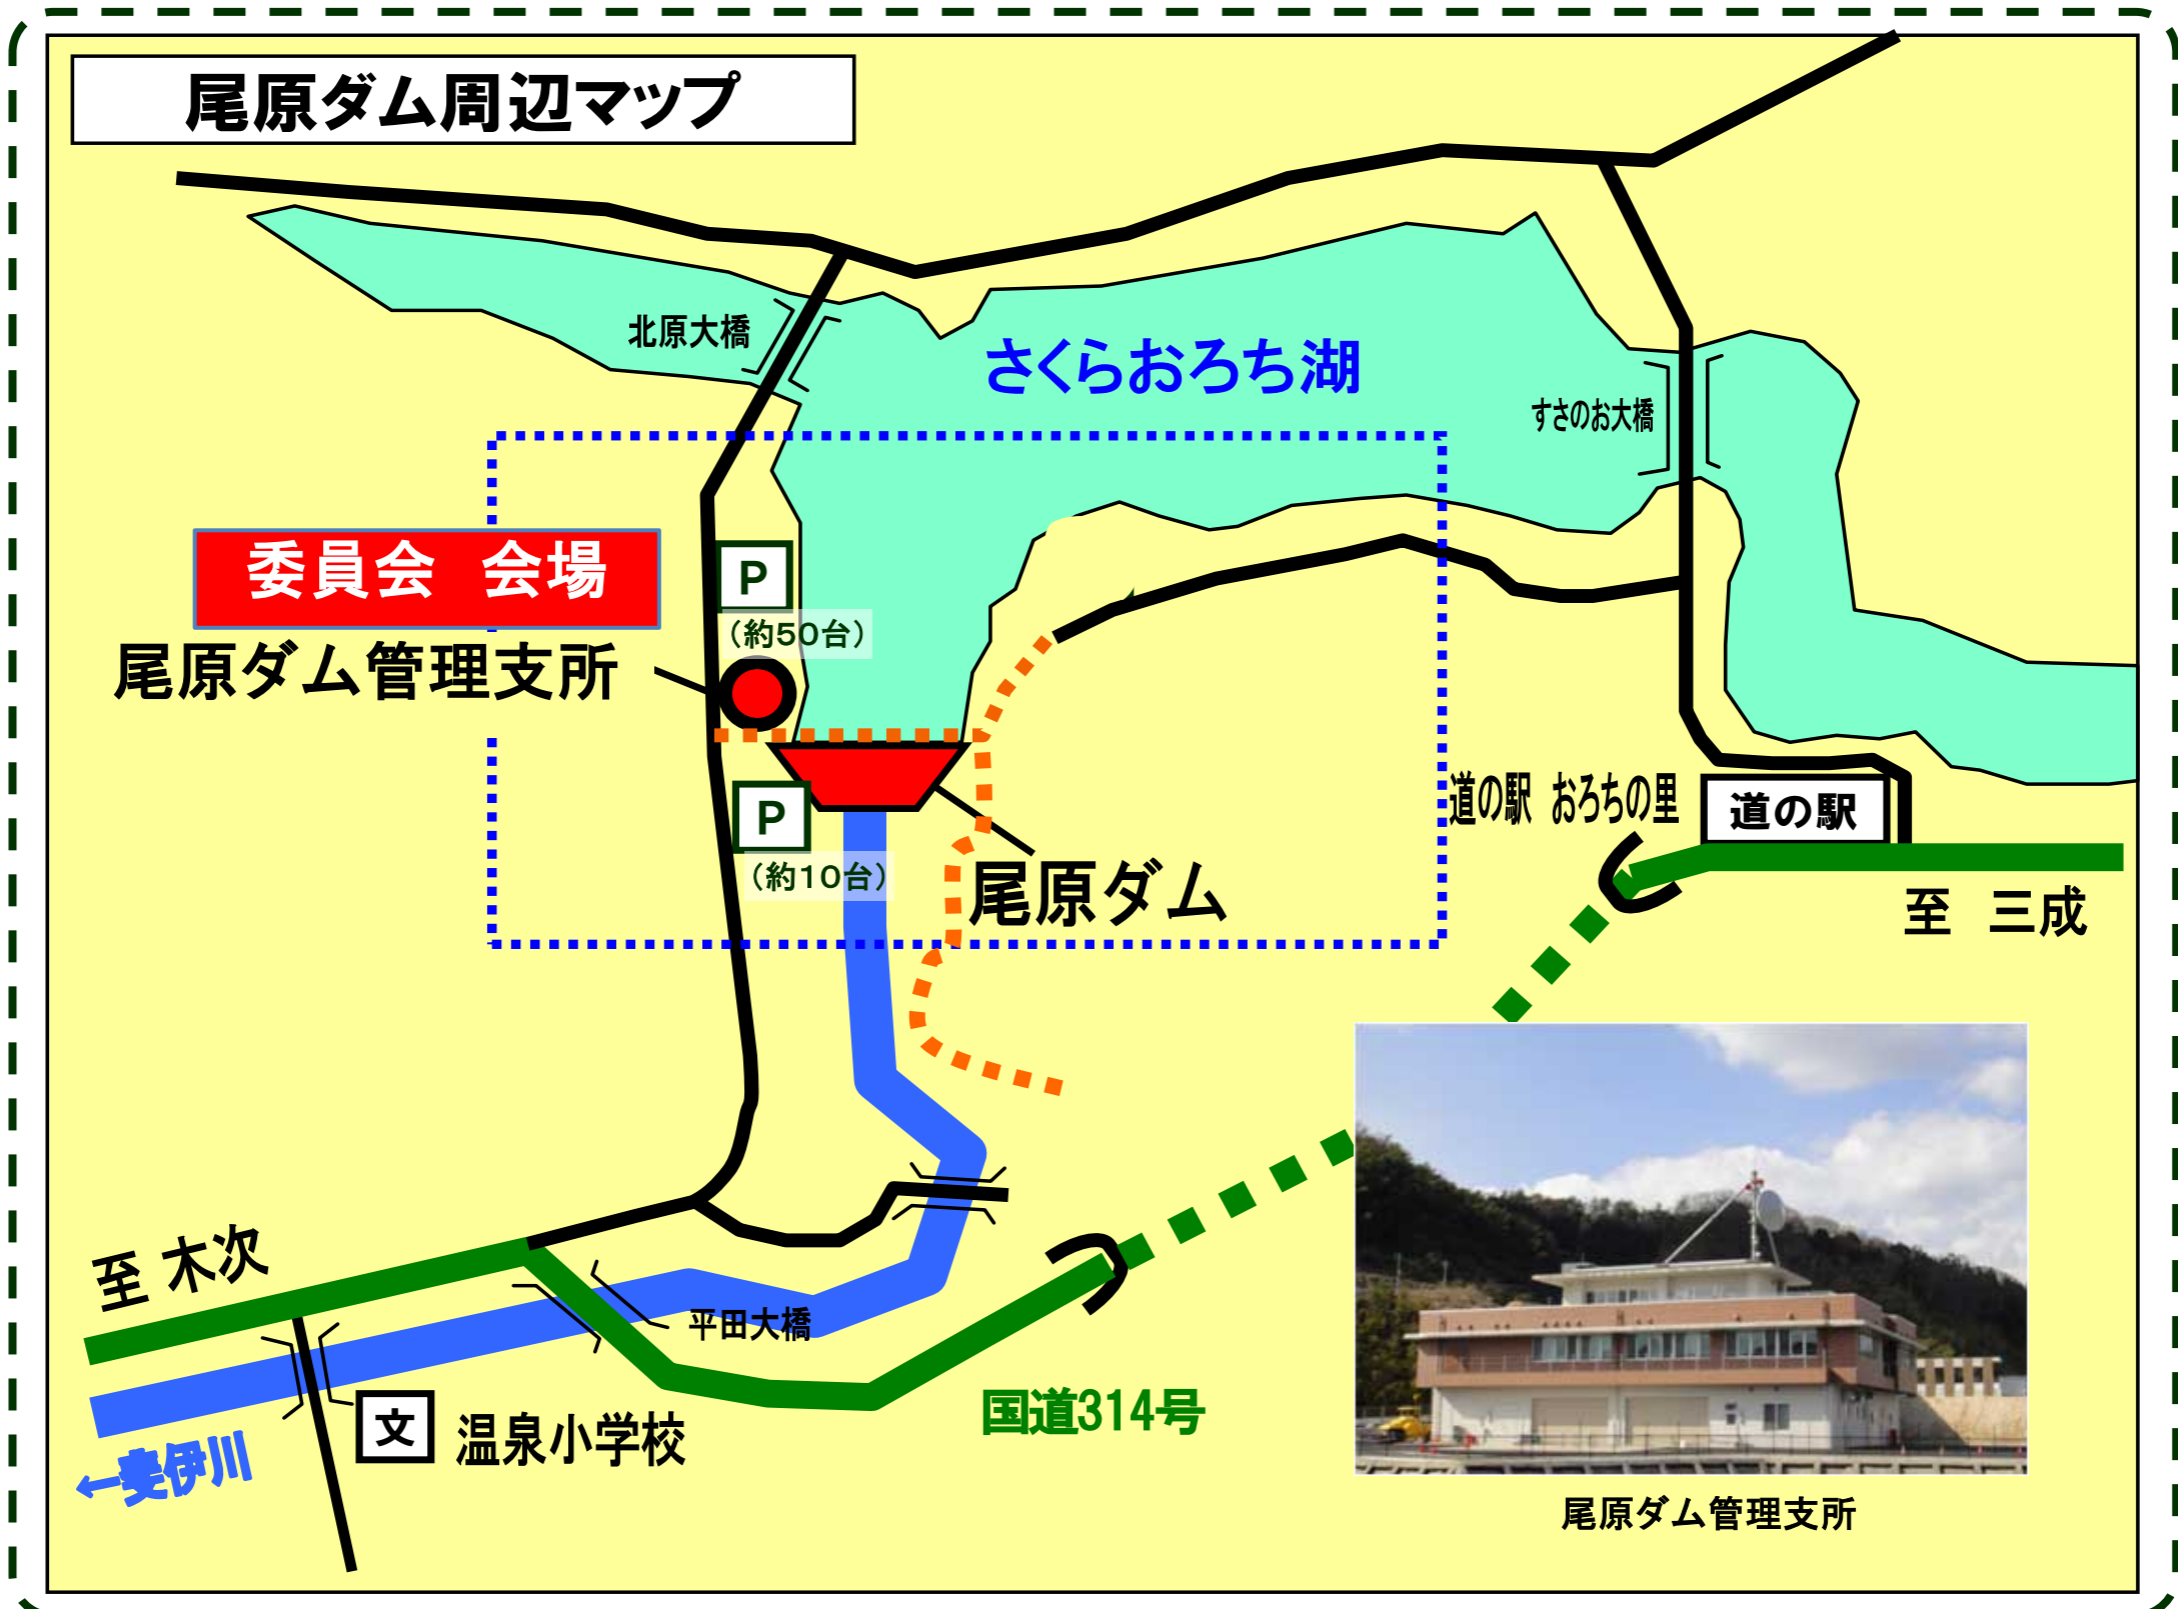 尾原ダム周辺マップ
北原大橋
さくらおろち湖
すさのお大橋
委員会　会場
P
（約50台）
尾原ダム管理支所
道の駅　おろちの里
道の駅
P
（約10台）
尾原ダム
至　三成
至 木次
平田大橋
国道314号
文
温泉小学校
←斐伊川
尾原ダム管理支所